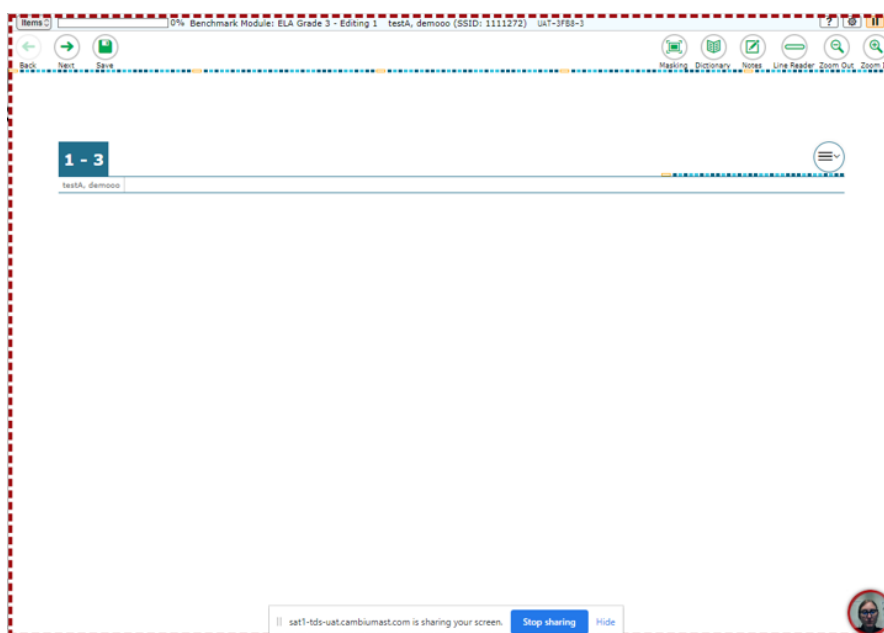 Items 0% Benchmark Module: ELA Grade 3 - Editing 1 testA, demooo (SSID: 1111272) UAT-3FB8-3 ?
Back Next Save Masking Dictionary Notes Line Reader Zoom Out Zoom
1 - 3
testA, demooo
sat1-tds-uat.cambiumast.com is sharing your screen. Stop sharing Hide